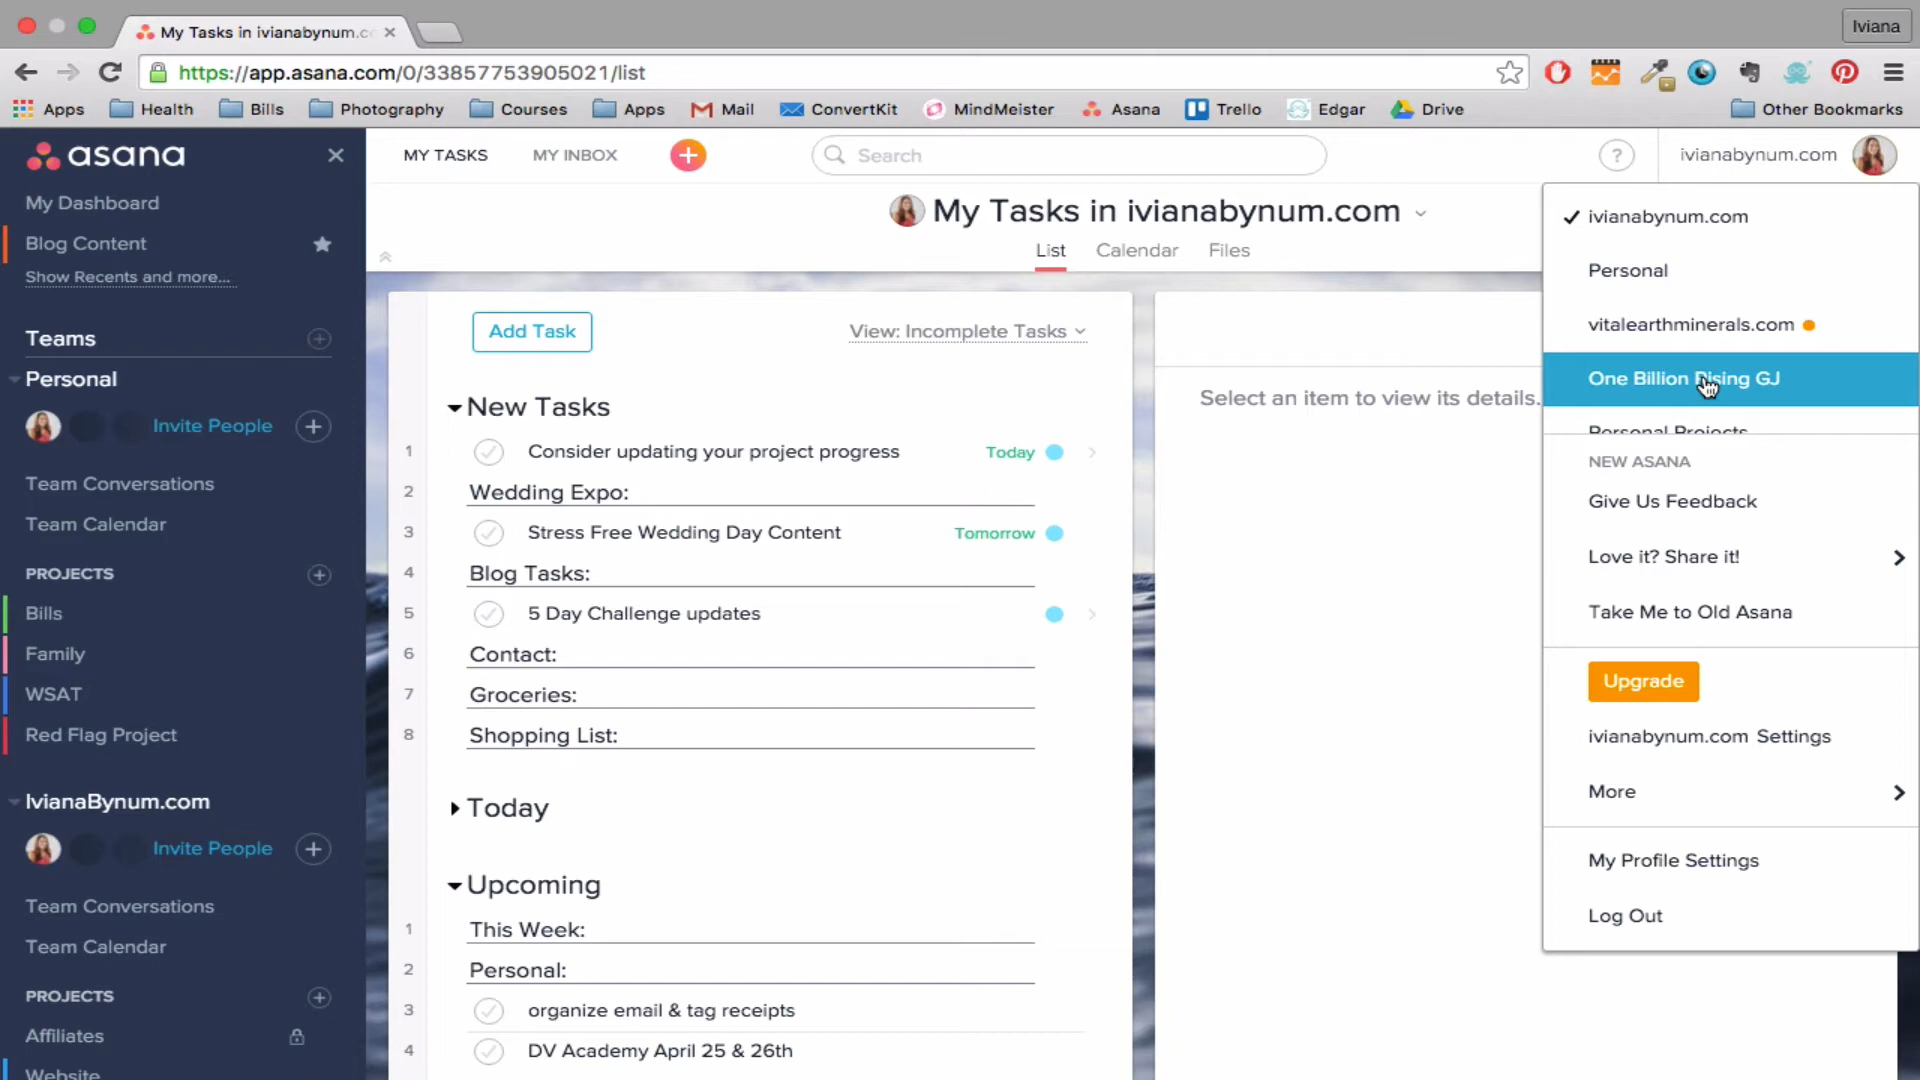 My Tasks in ivianabynum.c
Iviana
https://app.asana.com/0/33857753905021/list
Apps
Health
Bills
Photography
Courses
Apps
Mail
ConvertKit
MindMeister
Asana
Trello
Edgar
Drive
Other Bookmarks
asana
MY TASKS
MY INBOX
Search
?
ivianabynum.com
My Dashboard
Blog Content
Show Recents and more...
Teams
Personal
Invite People
Team Conversations
Team Calendar
PROJECTS
Bills
Family
WSAT
Red Flag Project
IvianaBynum.com
Invite People
Team Conversations
Team Calendar
PROJECTS
Affiliates
Website
My Tasks in ivianabynum.com
List
Calendar
Files
Add Task
View: Incomplete Tasks
New Tasks
1 Consider updating your project progress Today
2 Wedding Expo:
3 Stress Free Wedding Day Content Tomorrow
4 Blog Tasks:
5 5 Day Challenge updates
6 Contact:
7 Groceries:
8 Shopping List:
Today
Upcoming
1 This Week:
2 Personal:
3 organize email & tag receipts
4 DV Academy April 25 & 26th
Select an item to view its details.
ivianabynum.com
Personal
vitalearthminerals.com
One Billion Rising GJ
Personal Projects
NEW ASANA
Give Us Feedback
Love it? Share it!
Take Me to Old Asana
Upgrade
ivianabynum.com Settings
More
My Profile Settings
Log Out